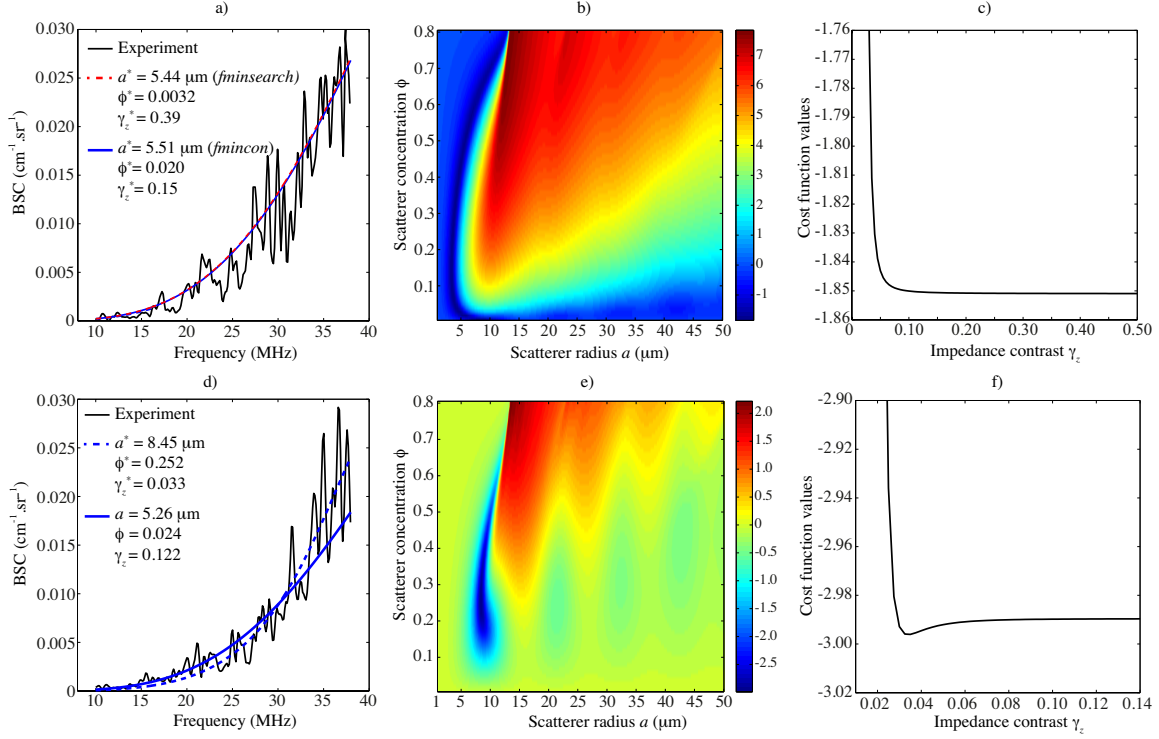 a)
BSC (cm⁻¹.sr⁻¹)
0.030
0.025
0.020
0.015
0.010
0.005
0
Experiment
a* = 5.44 µm (fminsearch)
ϕ* = 0.0032
γz* = 0.39
a* = 5.51 µm (fmincon)
ϕ* = 0.020
γz* = 0.15
10 15 20 25 30 35 40
Frequency (MHz)
b)
Scatterer concentration ϕ
0.8
0.7
0.6
0.5
0.4
0.3
0.2
0.1
1 5 10 15 20 25 30 35 40 45 50
Scatterer radius a (µm)
7
6
5
4
3
2
1
0
-1
c)
Cost function values
-1.76
-1.78
-1.80
-1.81
-1.82
-1.83
-1.84
-1.85
-1.86
0 0.10 0.20 0.30 0.40 0.50
Impedance contrast γz
d)
BSC (cm⁻¹.sr⁻¹)
0.030
0.025
0.020
0.015
0.010
0.005
0
Experiment
a* = 8.45 µm
ϕ* = 0.252
γz* = 0.033
a = 5.26 µm
ϕ = 0.024
γz = 0.122
10 15 20 25 30 35 40
Frequency (MHz)
e)
Scatterer concentration ϕ
0.8
0.7
0.6
0.5
0.4
0.3
0.2
0.1
1 5 10 15 20 25 30 35 40 45 50
Scatterer radius a (µm)
2.0
1.5
1.0
0.5
0
-0.5
-1.0
-1.5
-2.0
-2.5
f)
Cost function values
-2.90
-2.92
-2.94
-2.96
-2.98
-2.99
-3.00
-3.02
0.02 0.04 0.06 0.08 0.10 0.12 0.14
Impedance contrast γz